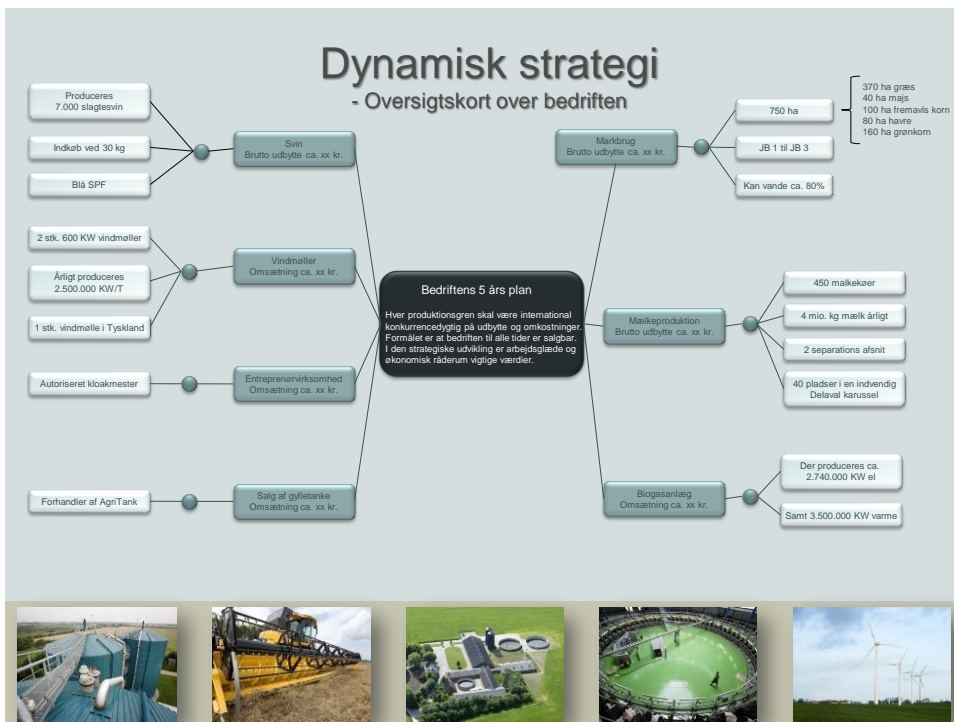 Dynamisk strategi
- Oversigtskort over bedriften
Produceres
7.000 slagtesvin
Indkøb ved 30 kg
Blå SPF
Svin
Brutto udbytte ca. xx kr.
2 stk. 600 KW vindmøller
Årligt produceres
2.500.000 KW/T
1 stk. vindmølle i Tyskland
Vindmøller
Omsætning ca. xx kr.
Autoriseret kloakmester
Entreprenørvirksomhed
Omsætning ca. xx kr.
Forhandler af AgriTank
Salg af gylletanke
Omsætning ca. xx kr.
Bedriftens 5 års plan
Hver produktionsgren skal være international
konkurrencedygtig på udbytte og omkostninger.
Formålet er at bedriften til alle tider er salgbar.
I den strategiske udvikling er arbejdsglæde og
økonomisk råderum vigtige værdier.
Markbrug
Brutto udbytte ca. xx kr.
750 ha
370 ha græs
40 ha majs
100 ha fremavls korn
80 ha havre
160 ha grønkorn
JB 1 til JB 3
Kan vande ca. 80%
Mælkeproduktion
Brutto udbytte ca. xx kr.
450 malkekøer
4 mio. kg mælk årligt
2 separations afsnit
40 pladser i en indvendig
Delaval karussel
Biogasanlæg
Omsætning ca. xx kr.
Der produceres ca.
2.740.000 KW el
Samt 3.500.000 KW varme